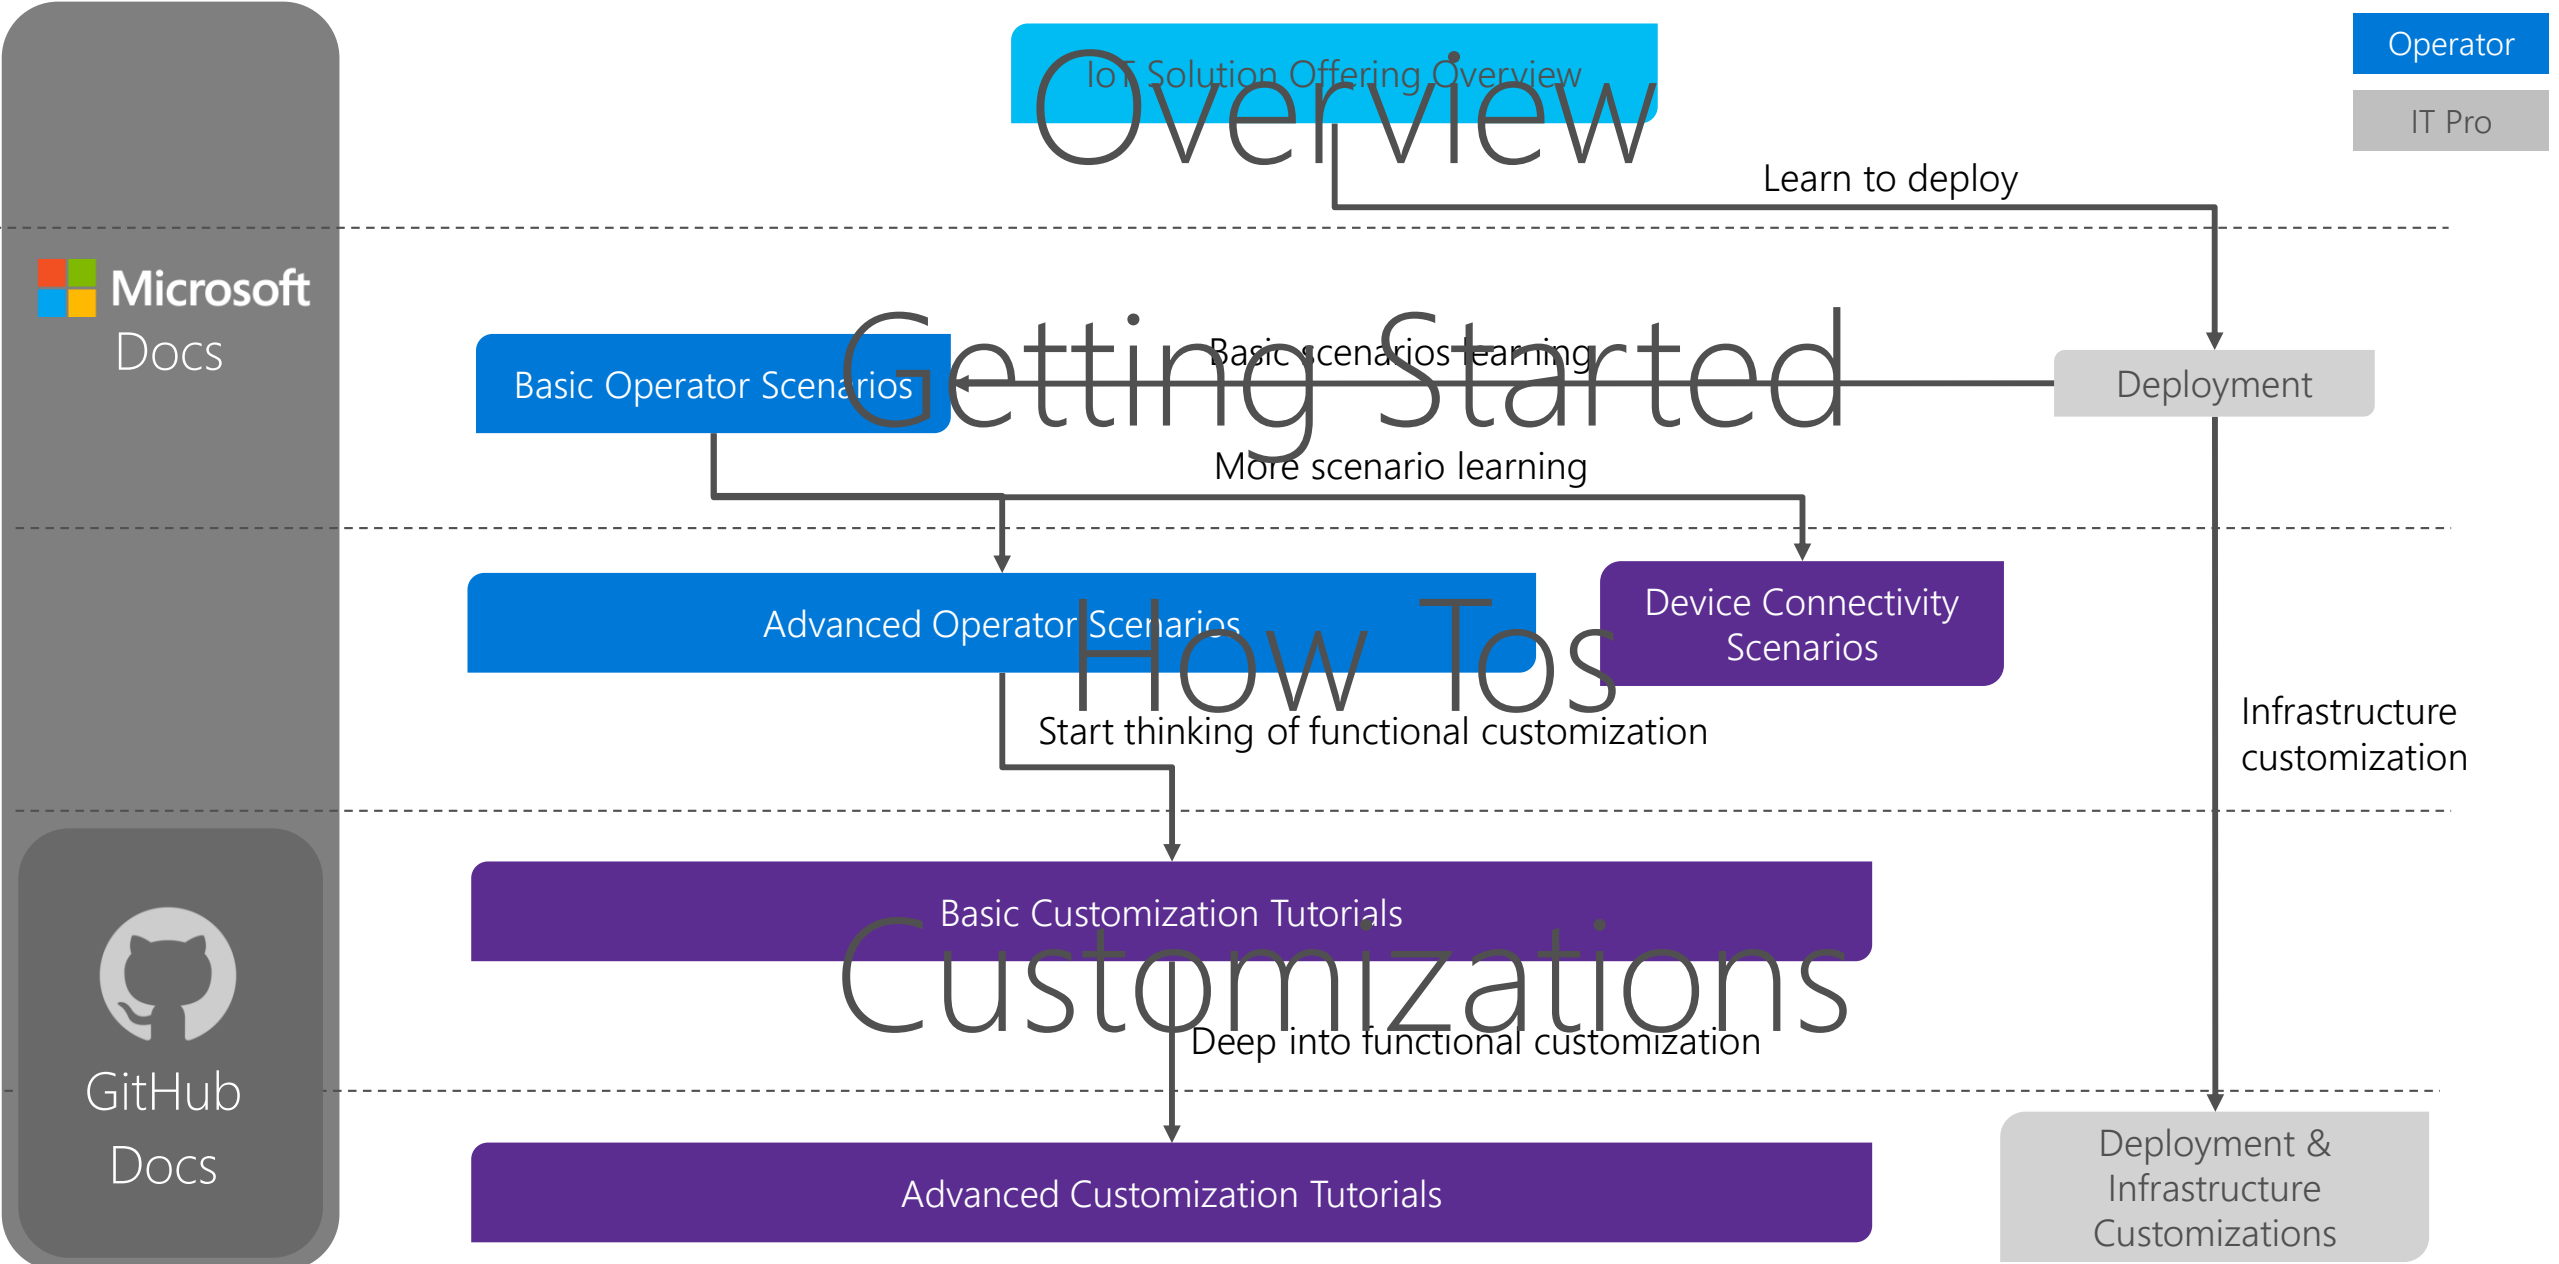 IoT Solution Offering Overview
Overview
Operator
IT Pro
Learn to deploy
Microsoft
Docs
Getting Started
Basic scenarios learning
Basic Operator Scenarios
Deployment
More scenario learning
Advanced Operator Scenarios
How Tos
Device Connectivity
Scenarios
Start thinking of functional customization
Infrastructure
customization
Basic Customization Tutorials
Customizations
Deep into functional customization
GitHub
Docs
Advanced Customization Tutorials
Deployment &
Infrastructure
Customizations